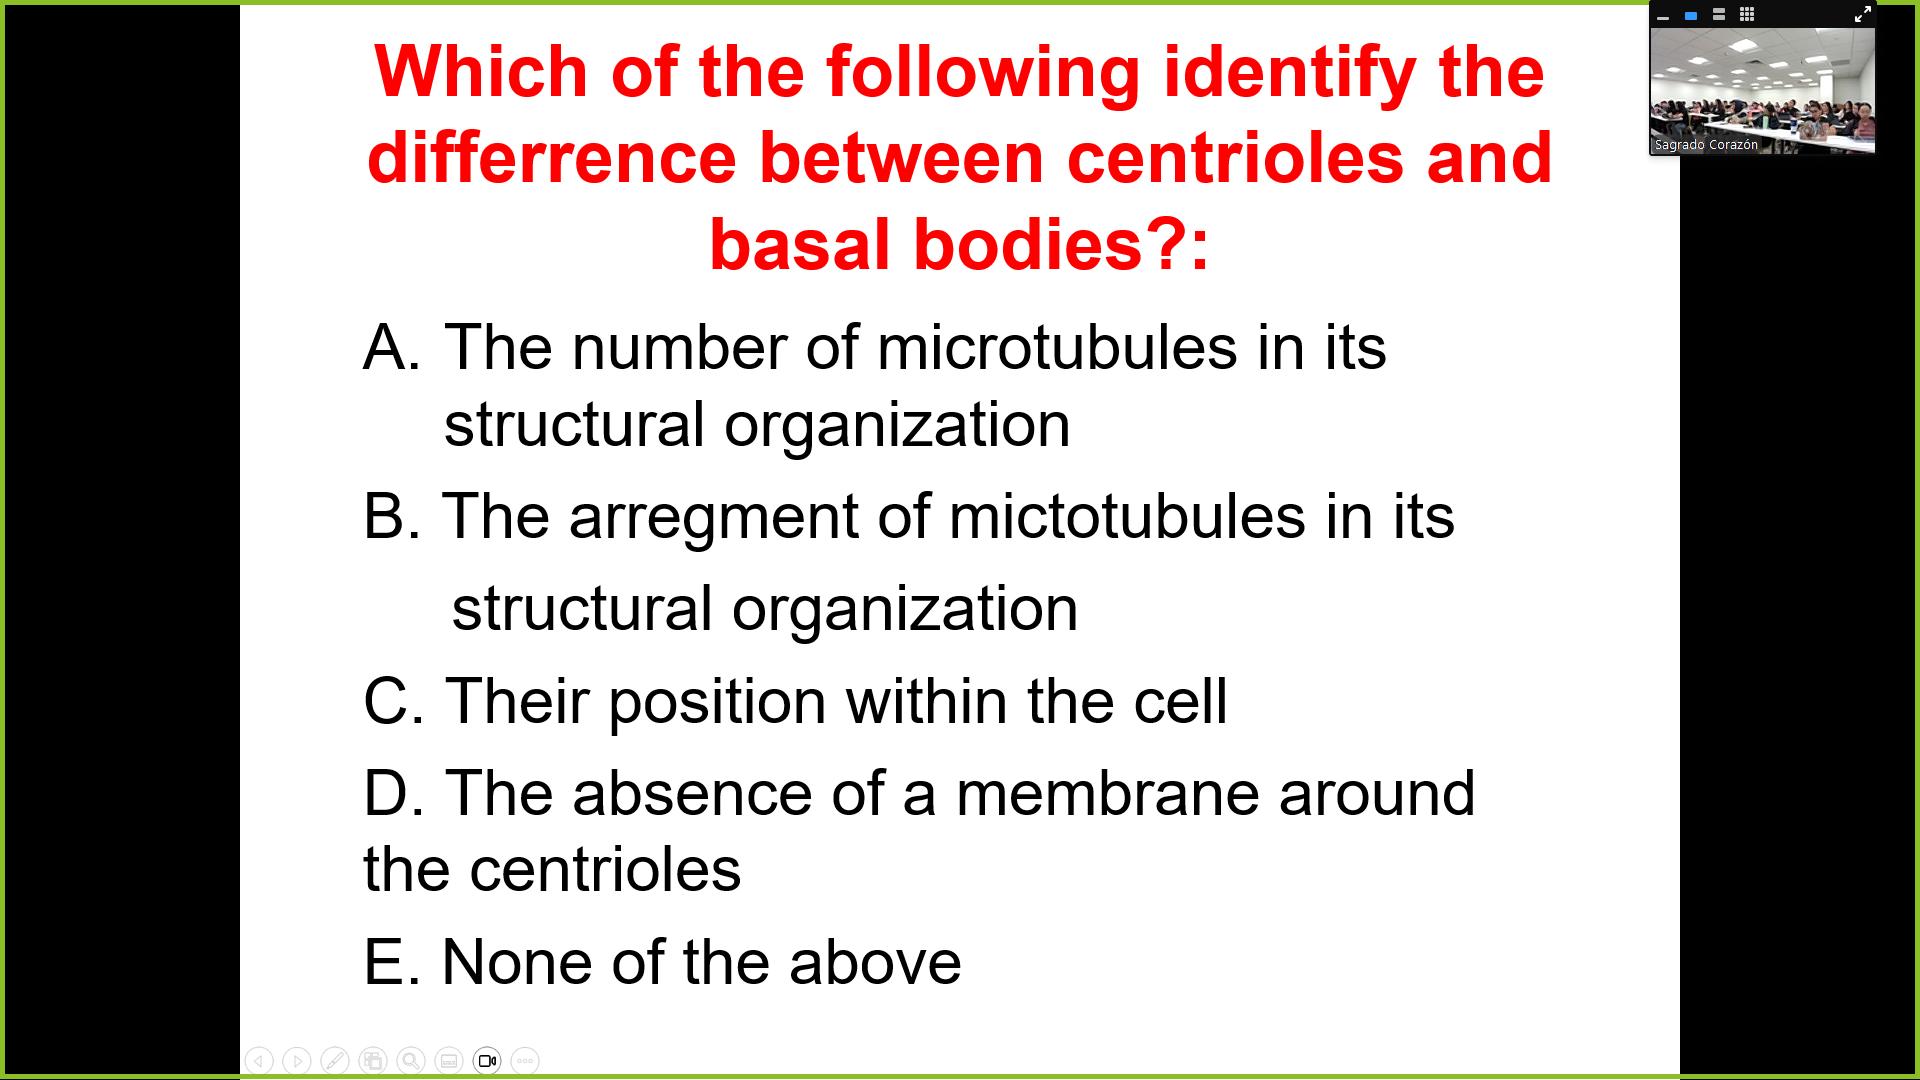 Which of the following identify the
differrence between centrioles and
basal bodies?:
A. The number of microtubules in its
structural organization
B. The arregment of mictotubules in its
structural organization
C. Their position within the cell
D. The absence of a membrane around
the centrioles
E. None of the above
Sagrado Corazón